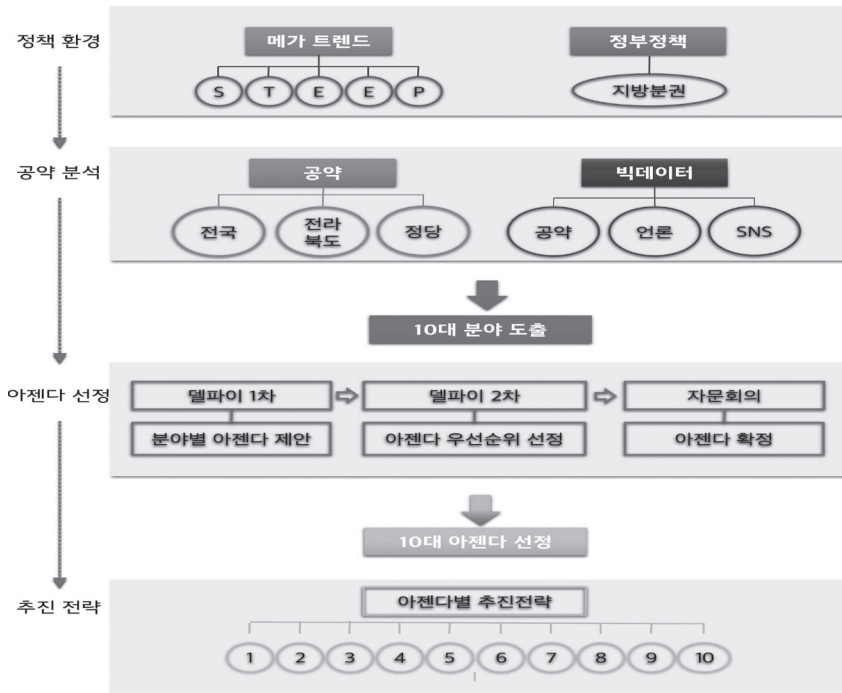 정책 환경
메가 트렌드
정부정책
S T E E P
지방분권
공약 분석
공약
빅데이터
전국
전라
북도
정당
공약
언론
SNS
10대 분야 도출
아젠다 선정
델파이 1차
델파이 2차
자문회의
분야별 아젠다 제안
아젠다 우선순위 선정
아젠다 확정
10대 아젠다 선정
추진 전략
아젠다별 추진전략
1 2 3 4 5 6 7 8 9 10